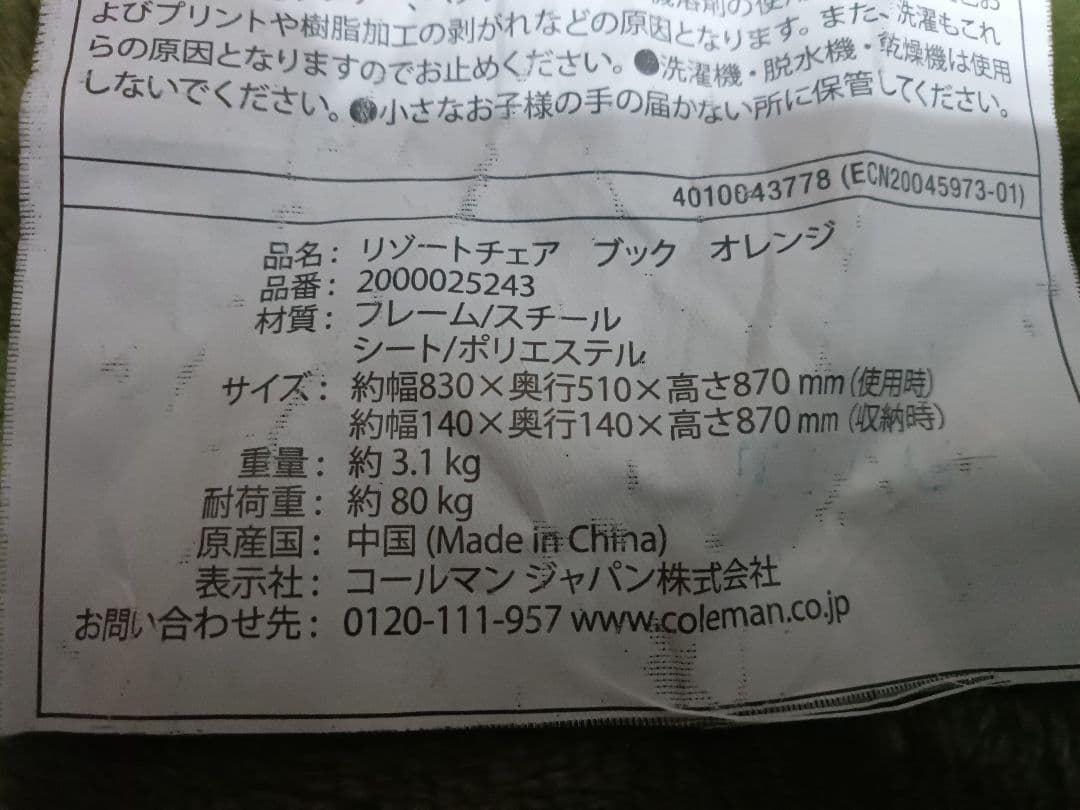 溶剤の使
よびプリントや樹脂加工の剥がれなどの原因となります。また、洗濯もこれ
らの原因となりますのでお止めください。●洗濯機・脱水機・乾燥機は使用
しないでください。●小さなお子様の手の届かない所に保管してください。
4010043778 (ECN20045973-01)
品名： リゾートチェア　ブック　オレンジ
品番： 2000025243
材質： フレーム/スチール
シート/ポリエステル
サイズ： 約幅830×奥行510×高さ870 mm（使用時）
約幅140×奥行140×高さ870 mm（収納時）
重量： 約 3.1 kg
耐荷重： 約 80 kg
原産国： 中国 (Made in China)
表示社： コールマン ジャパン株式会社
お問い合わせ先： 0120-111-957 www.coleman.co.jp